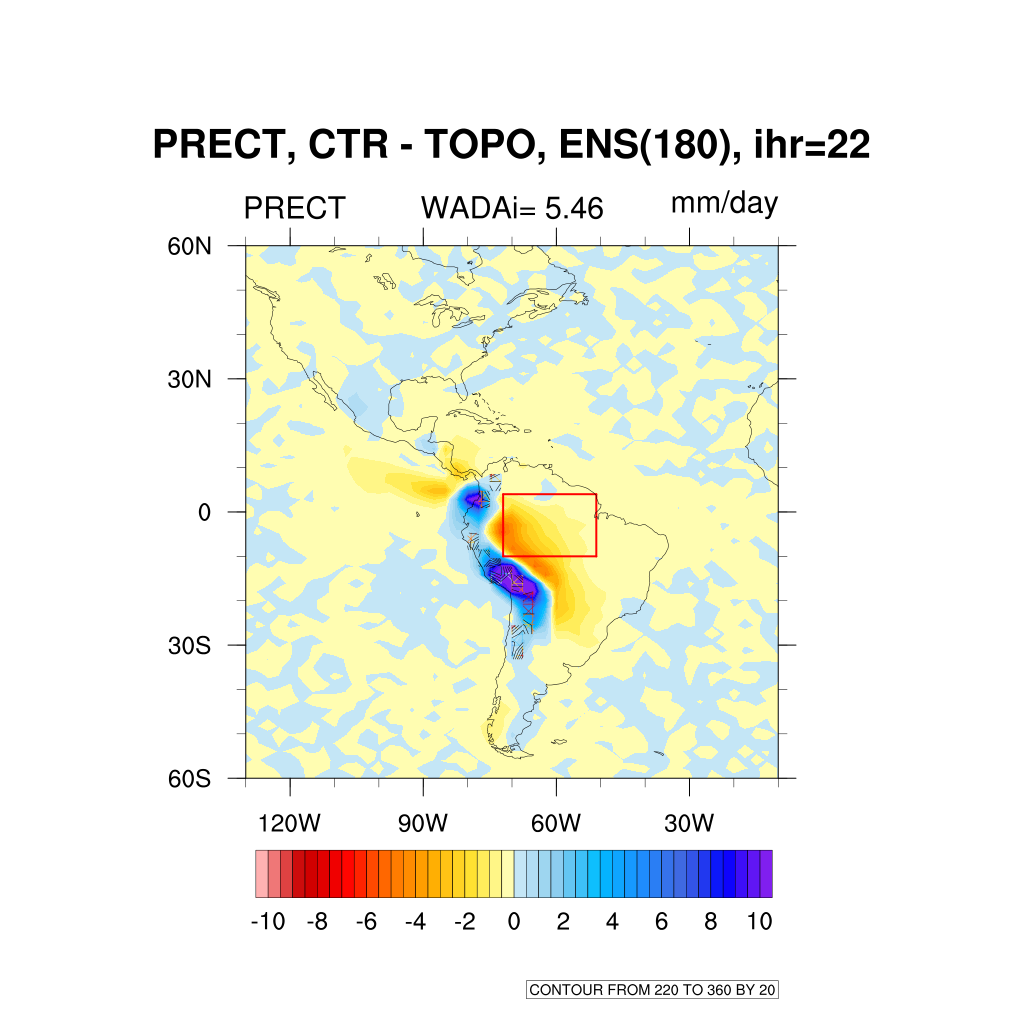 PRECT, CTR - TOPO, ENS(180), ihr=22
PRECT WADAi= 5.46 mm/day
60N
30N
0
30S
60S
120W 90W 60W 30W
-10 -8 -6 -4 -2 0 2 4 6 8 10
CONTOUR FROM 220 TO 360 BY 20